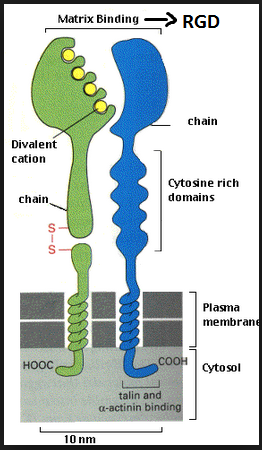 Matrix Binding → RGD
chain
Divalent
cation
Cytosine rich
domains
chain
S
S
Plasma
membrane
HOOC
COOH
Cytosol
talin and
α-actinin binding
10 nm